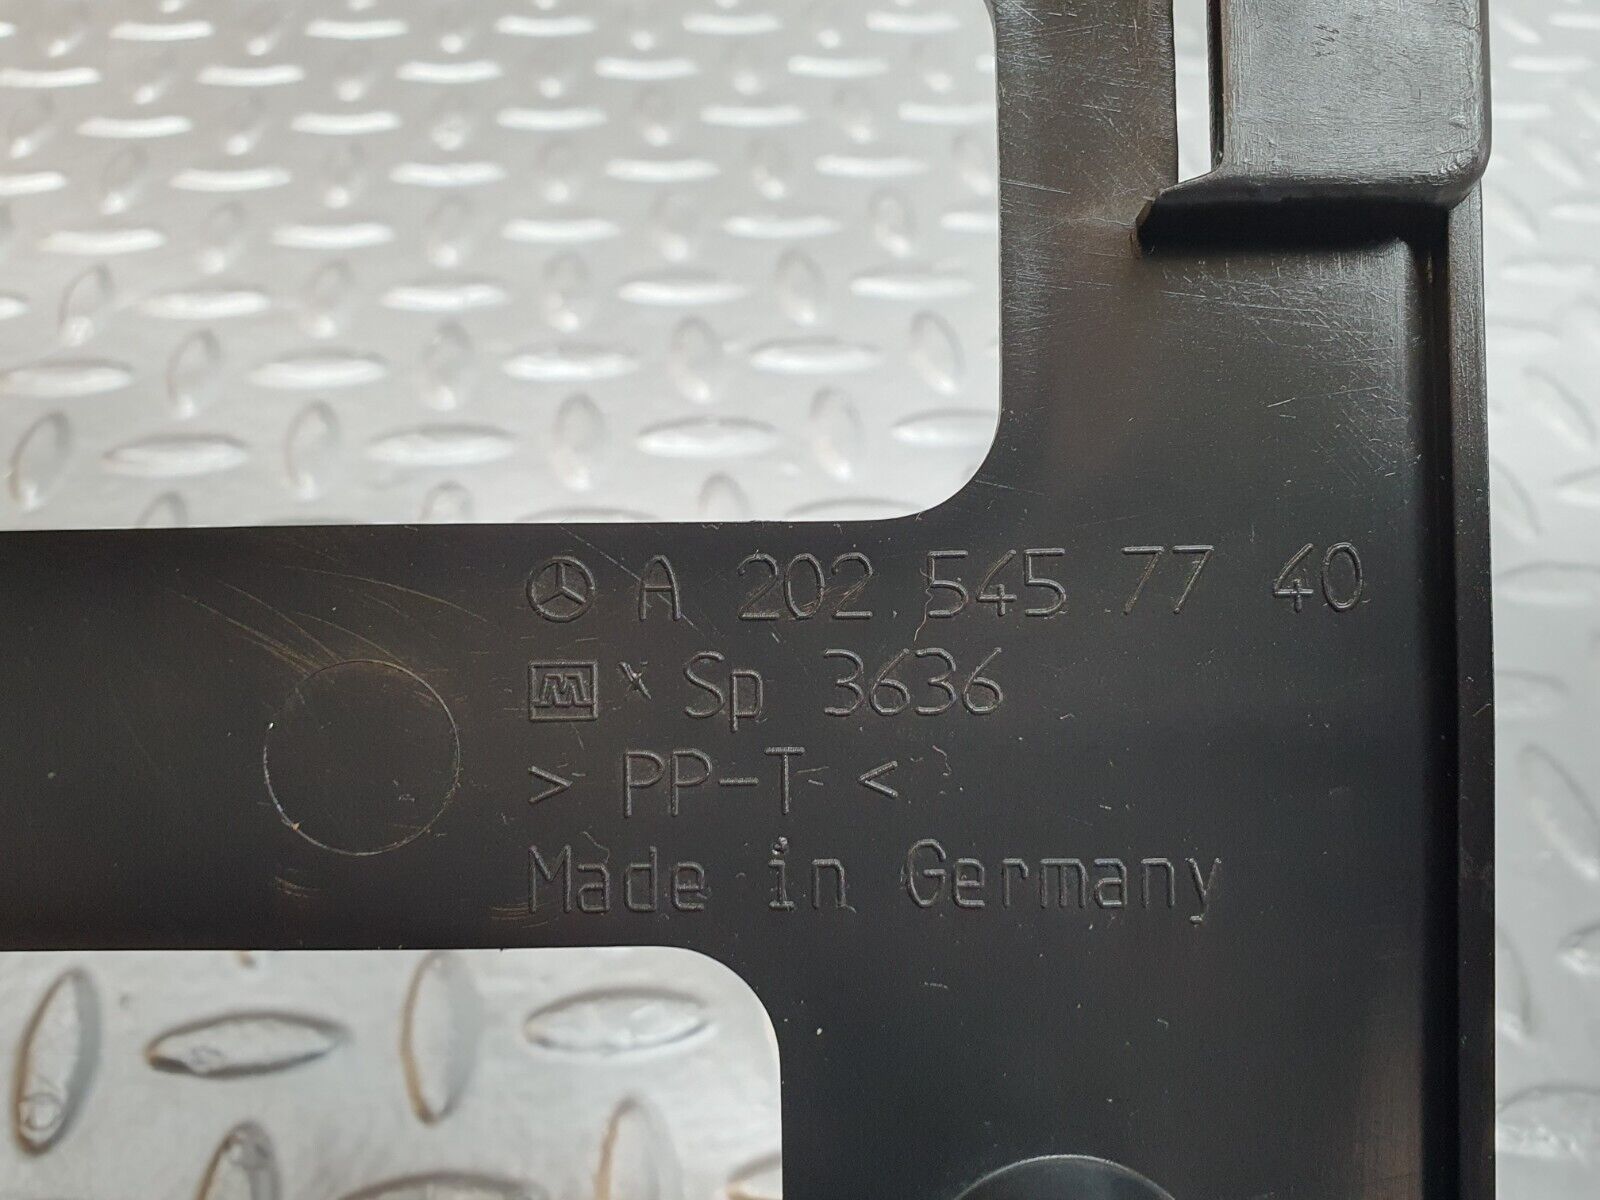 A 202 545 77 40
M x Sp 3636
> PP-T <
Made in Germany